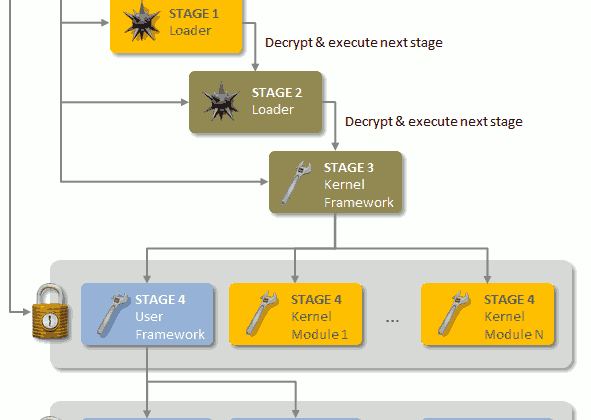 STAGE 1
Loader
Decrypt & execute next stage
STAGE 2
Loader
Decrypt & execute next stage
STAGE 3
Kernel
Framework
STAGE 4
User
Framework
STAGE 4
Kernel
Module 1
...
STAGE 4
Kernel
Module N